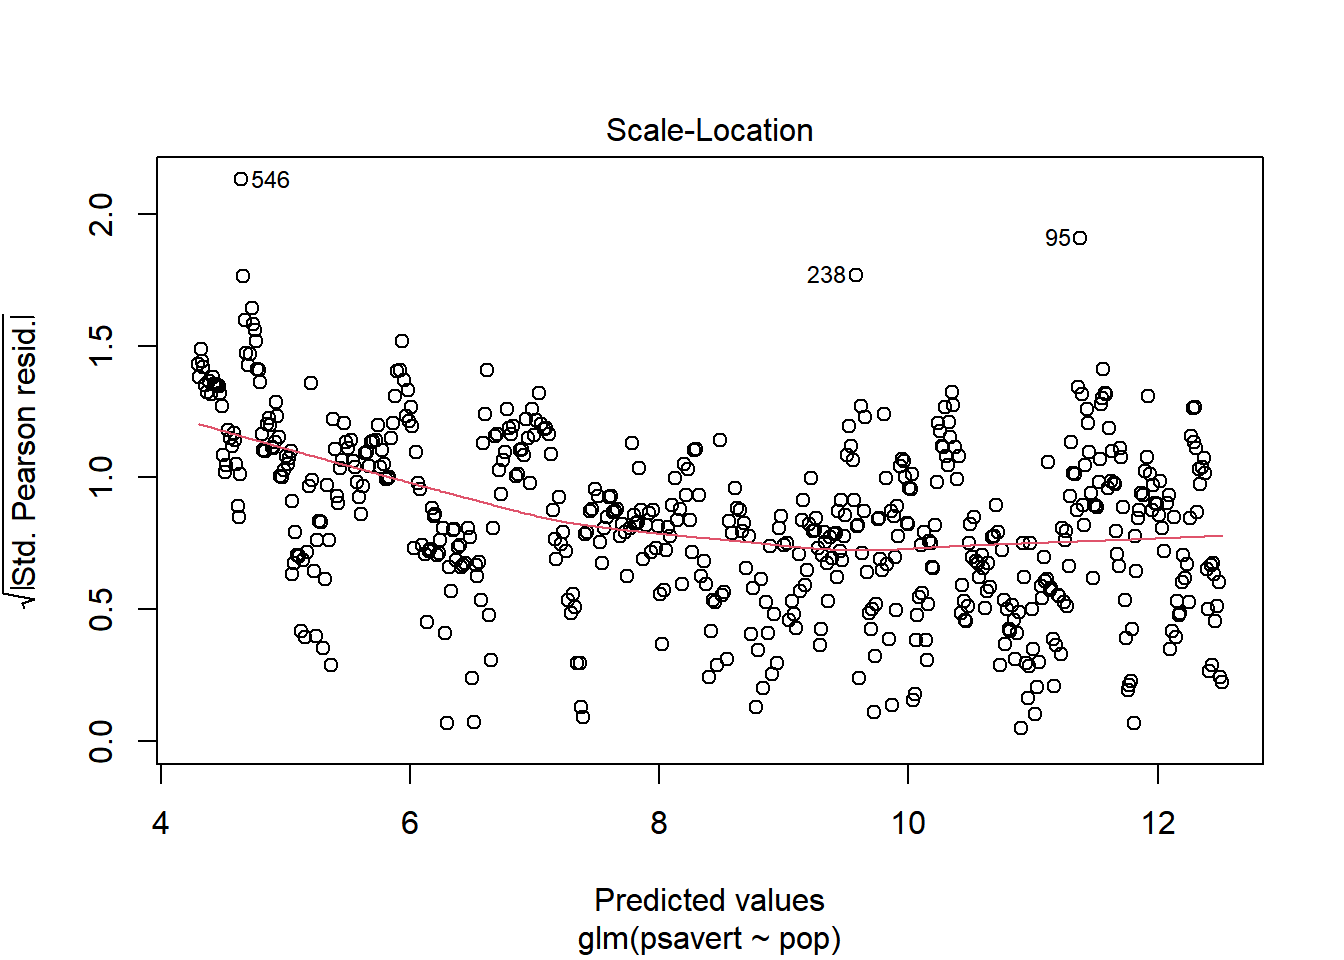 Scale-Location
√|Std. Pearson resid.|
2.0
1.5
1.0
0.5
0.0
546
95
238
4 6 8 10 12
Predicted values
glm(psavert ~ pop)